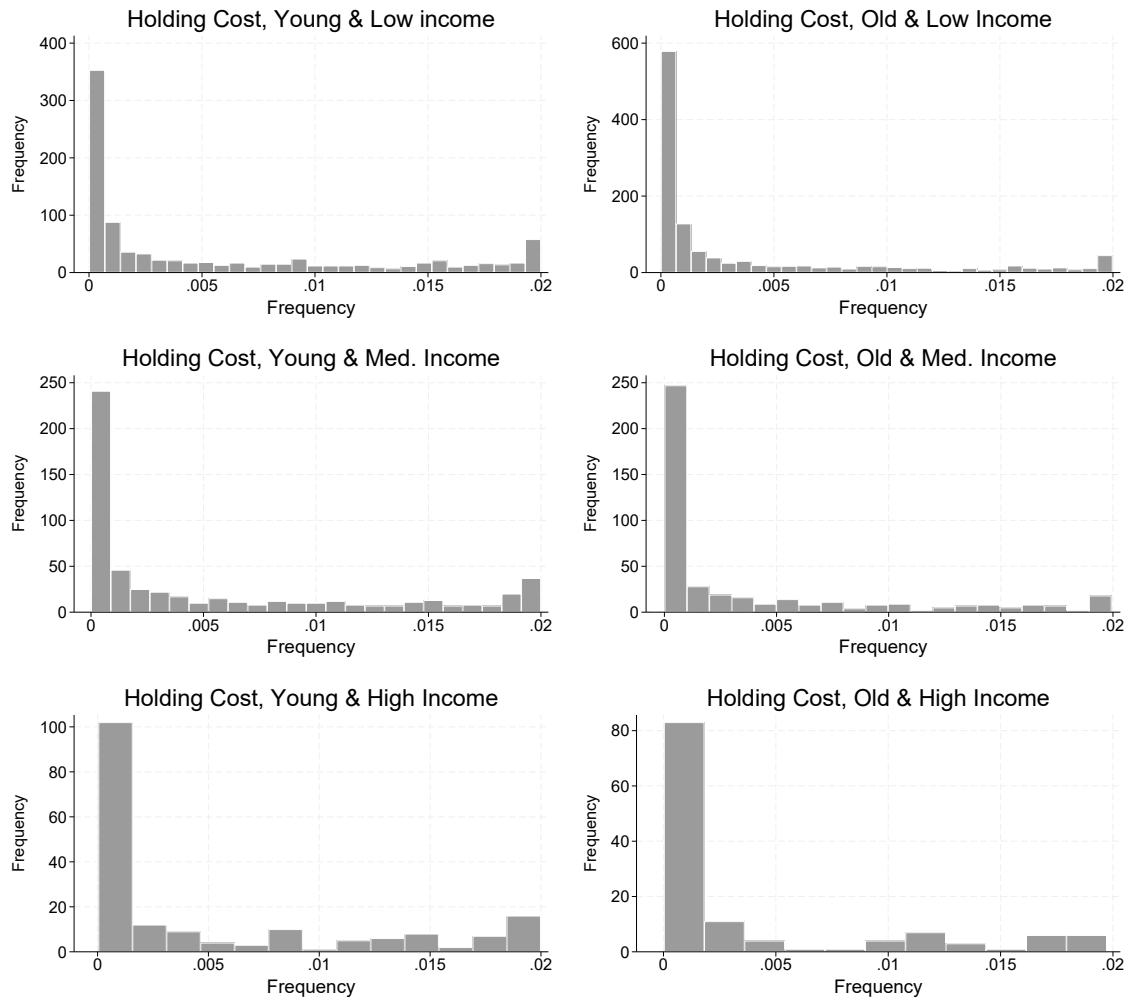 Holding Cost, Young & Low income
Frequency
400
300
200
100
0
0 .005 .01 .015 .02
Frequency
Holding Cost, Old & Low Income
Frequency
600
400
200
0
0 .005 .01 .015 .02
Frequency
Holding Cost, Young & Med. Income
Frequency
250
200
150
100
50
0
0 .005 .01 .015 .02
Frequency
Holding Cost, Old & Med. Income
Frequency
250
200
150
100
50
0
0 .005 .01 .015 .02
Frequency
Holding Cost, Young & High Income
Frequency
100
80
60
40
20
0
0 .005 .01 .015 .02
Frequency
Holding Cost, Old & High Income
Frequency
80
60
40
20
0
0 .005 .01 .015 .02
Frequency